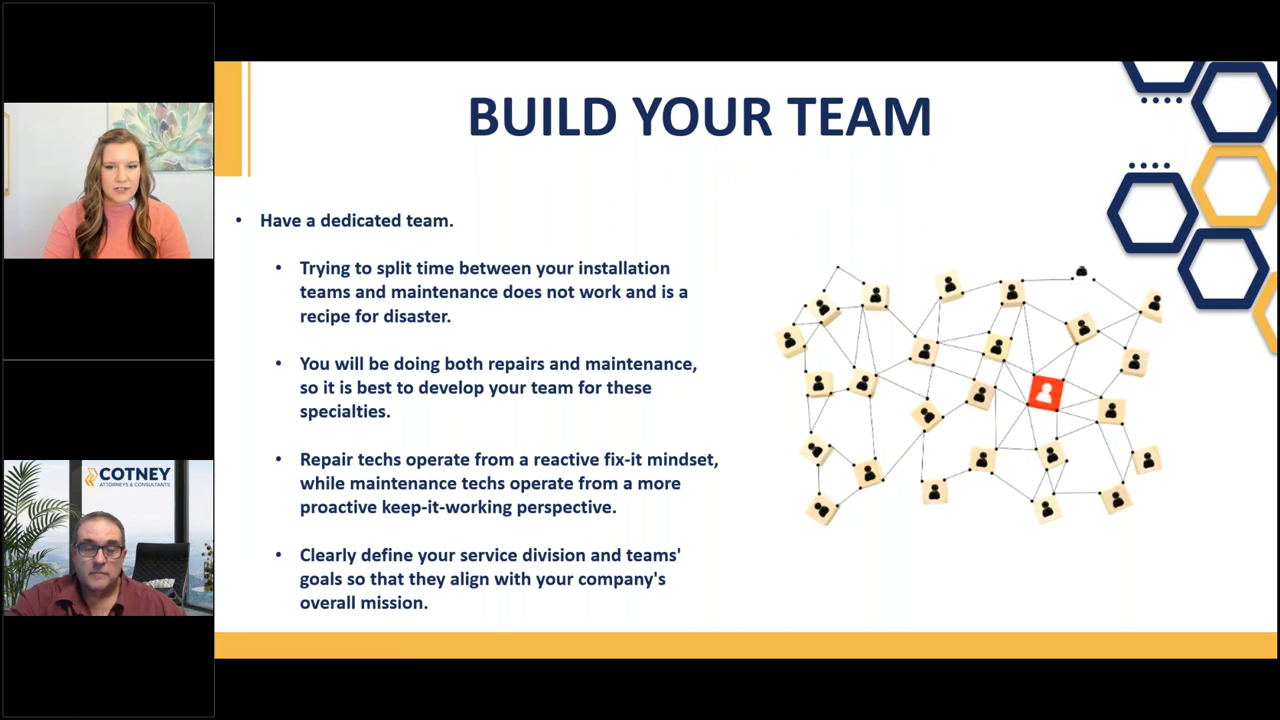 BUILD YOUR TEAM
• Have a dedicated team.
• Trying to split time between your installation
teams and maintenance does not work and is a
recipe for disaster.
• You will be doing both repairs and maintenance,
so it is best to develop your team for these
specialties.
• Repair techs operate from a reactive fix-it mindset,
while maintenance techs operate from a more
proactive keep-it-working perspective.
• Clearly define your service division and teams'
goals so that they align with your company's
overall mission.
COTNEY
ATTORNEYS & CONSULTANTS